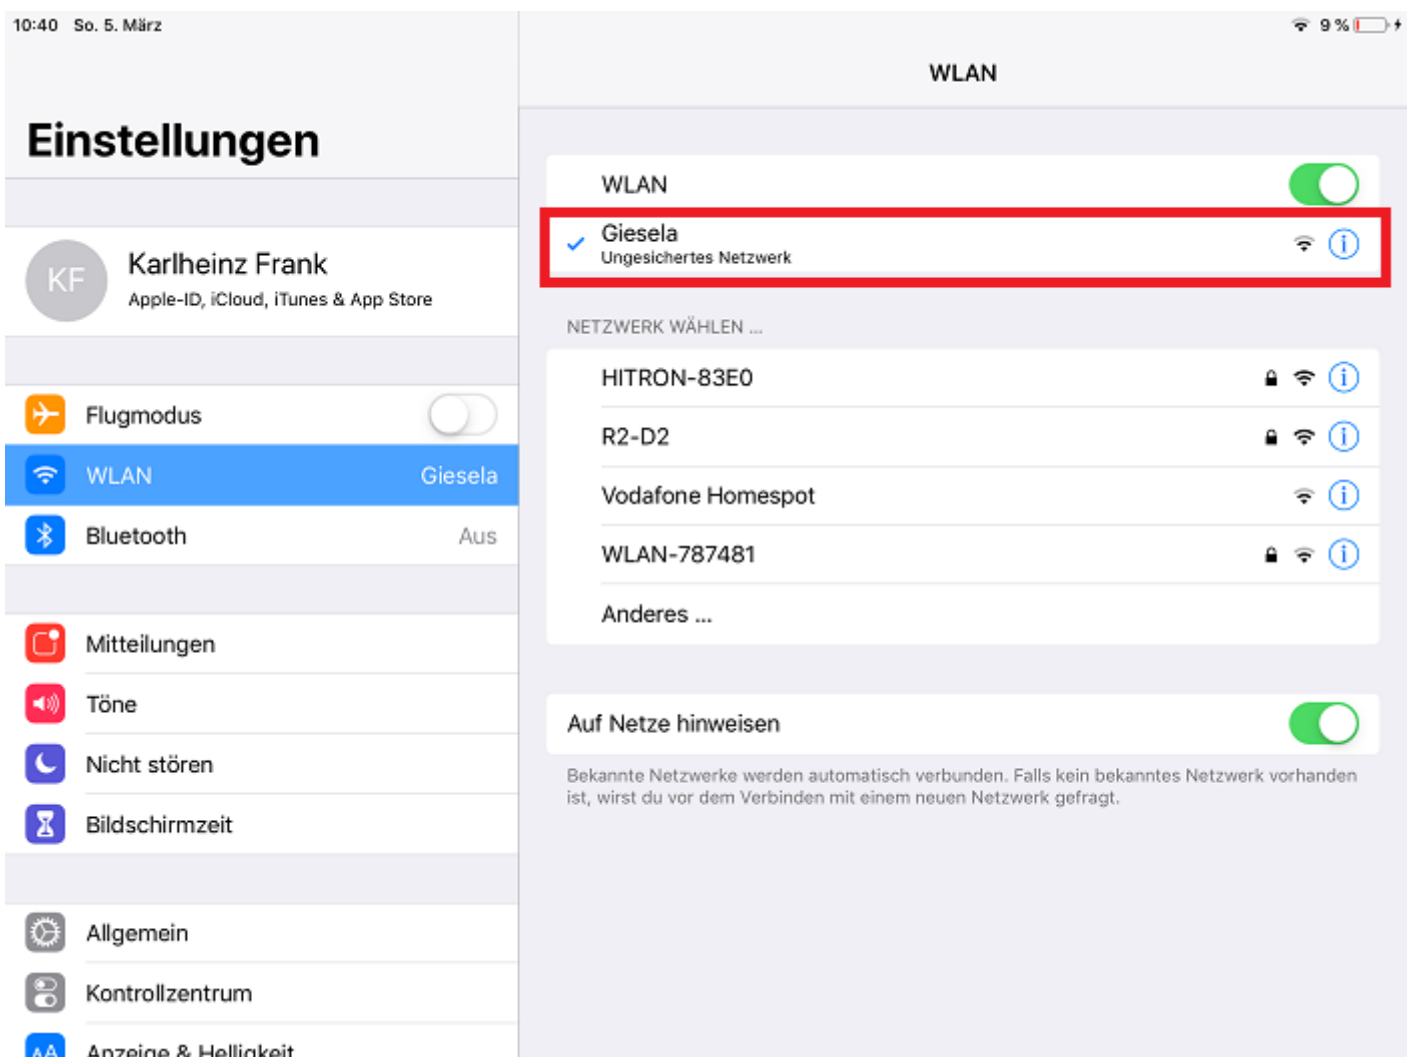 10:40 So. 5. März
9 %
WLAN
Einstellungen
KF
Karlheinz Frank
Apple-ID, iCloud, iTunes & App Store
Flugmodus
WLAN Giesela
Bluetooth Aus
Mitteilungen
Töne
Nicht stören
Bildschirmzeit
Allgemein
Kontrollzentrum
AA Anzeige & Helligkeit
WLAN
Giesela
Ungesichertes Netzwerk
NETZWERK WÄHLEN ...
HITRON-83E0
R2-D2
Vodafone Homespot
WLAN-787481
Anderes ...
Auf Netze hinweisen
Bekannte Netzwerke werden automatisch verbunden. Falls kein bekanntes Netzwerk vorhanden
ist, wirst du vor dem Verbinden mit einem neuen Netzwerk gefragt.